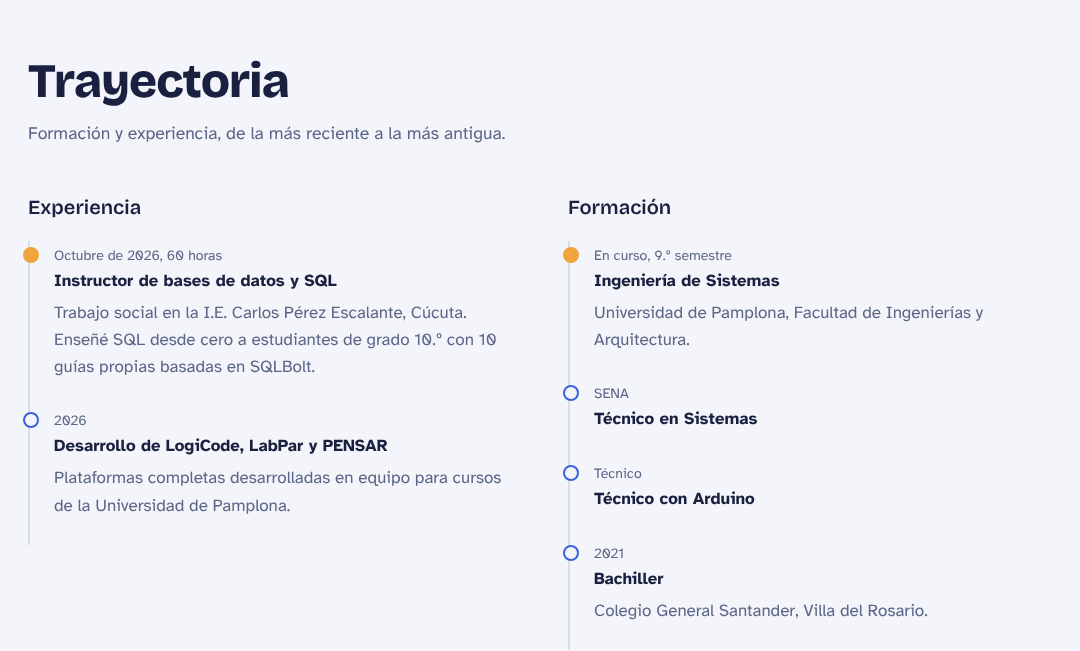 Trayectoria
Formación y experiencia, de la más reciente a la más antigua.
Experiencia
Octubre de 2026, 60 horas
Instructor de bases de datos y SQL
Trabajo social en la I.E. Carlos Pérez Escalante, Cúcuta.
Enseñé SQL desde cero a estudiantes de grado 10.º con 10
guías propias basadas en SQLBolt.
2026
Desarrollo de LogiCode, LabPar y PENSAR
Plataformas completas desarrolladas en equipo para cursos
de la Universidad de Pamplona.
Formación
En curso, 9.º semestre
Ingeniería de Sistemas
Universidad de Pamplona, Facultad de Ingenierías y
Arquitectura.
SENA
Técnico en Sistemas
Técnico
Técnico con Arduino
2021
Bachiller
Colegio General Santander, Villa del Rosario.